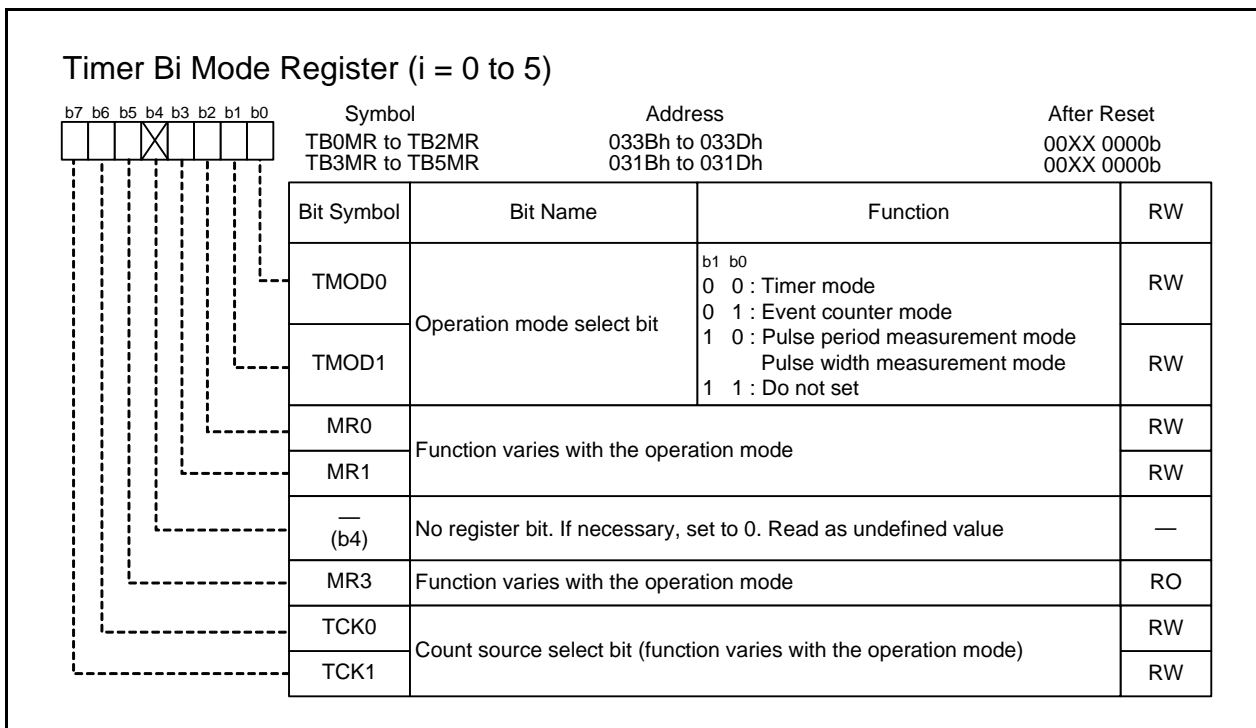 Timer Bi Mode Register (i = 0 to 5)
b7 b6 b5 b4 b3 b2 b1 b0
Symbol Address After Reset
TB0MR to TB2MR 033Bh to 033Dh 00XX 0000b
TB3MR to TB5MR 031Bh to 031Dh 00XX 0000b
Bit Symbol Bit Name Function RW
TMOD0 RW
TMOD1 RW
Operation mode select bit
b1 b0
0 0 : Timer mode
0 1 : Event counter mode
1 0 : Pulse period measurement mode
Pulse width measurement mode
1 1 : Do not set
MR0 RW
Function varies with the operation mode
MR1 RW
—
(b4) No register bit. If necessary, set to 0. Read as undefined value —
MR3 Function varies with the operation mode RO
TCK0 RW
Count source select bit (function varies with the operation mode)
TCK1 RW